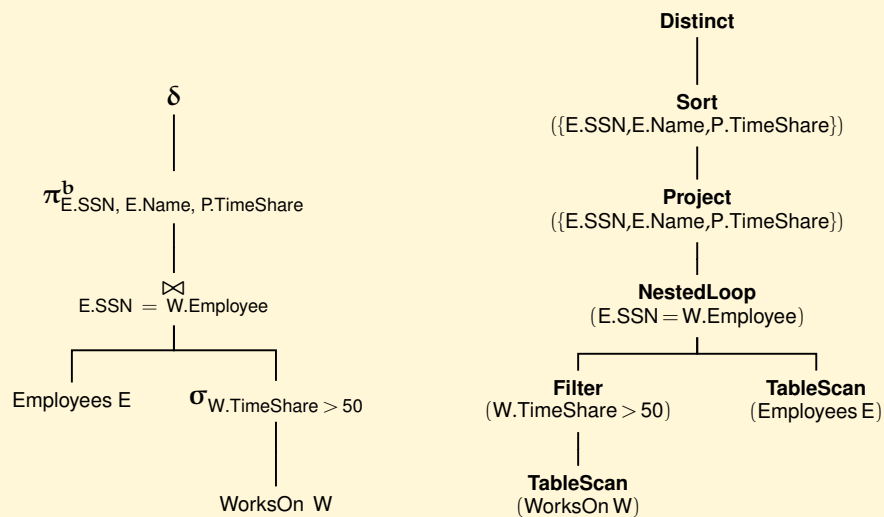 δ
π^b E.SSN, E.Name, P.TimeShare
⋈
E.SSN = W.Employee
Employees E
σ W.TimeShare > 50
WorksOn W
Distinct
Sort
({E.SSN,E.Name,P.TimeShare})
Project
({E.SSN,E.Name,P.TimeShare})
NestedLoop
(E.SSN = W.Employee)
Filter
(W.TimeShare > 50)
TableScan
(Employees E)
TableScan
(WorksOn W)